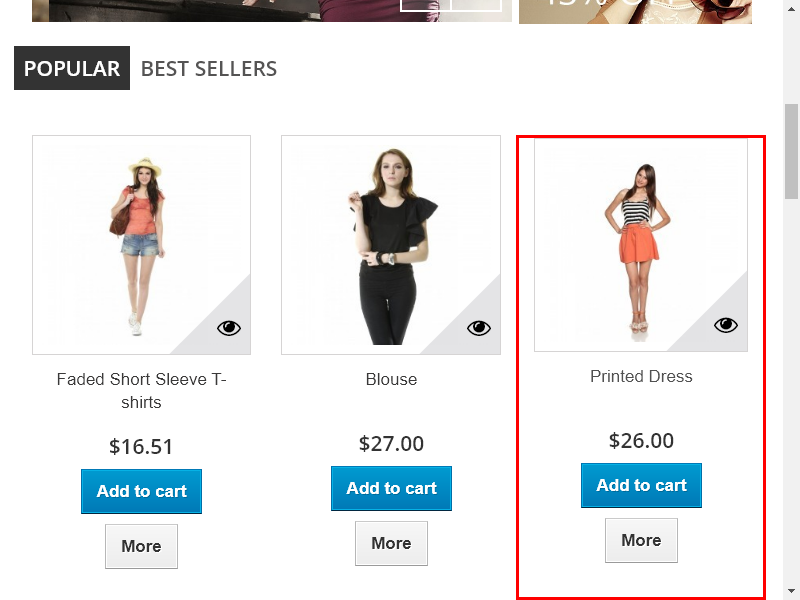 POPULAR BEST SELLERS
Faded Short Sleeve T-
shirts
$16.51
Add to cart
More
Blouse
$27.00
Add to cart
More
Printed Dress
$26.00
Add to cart
More